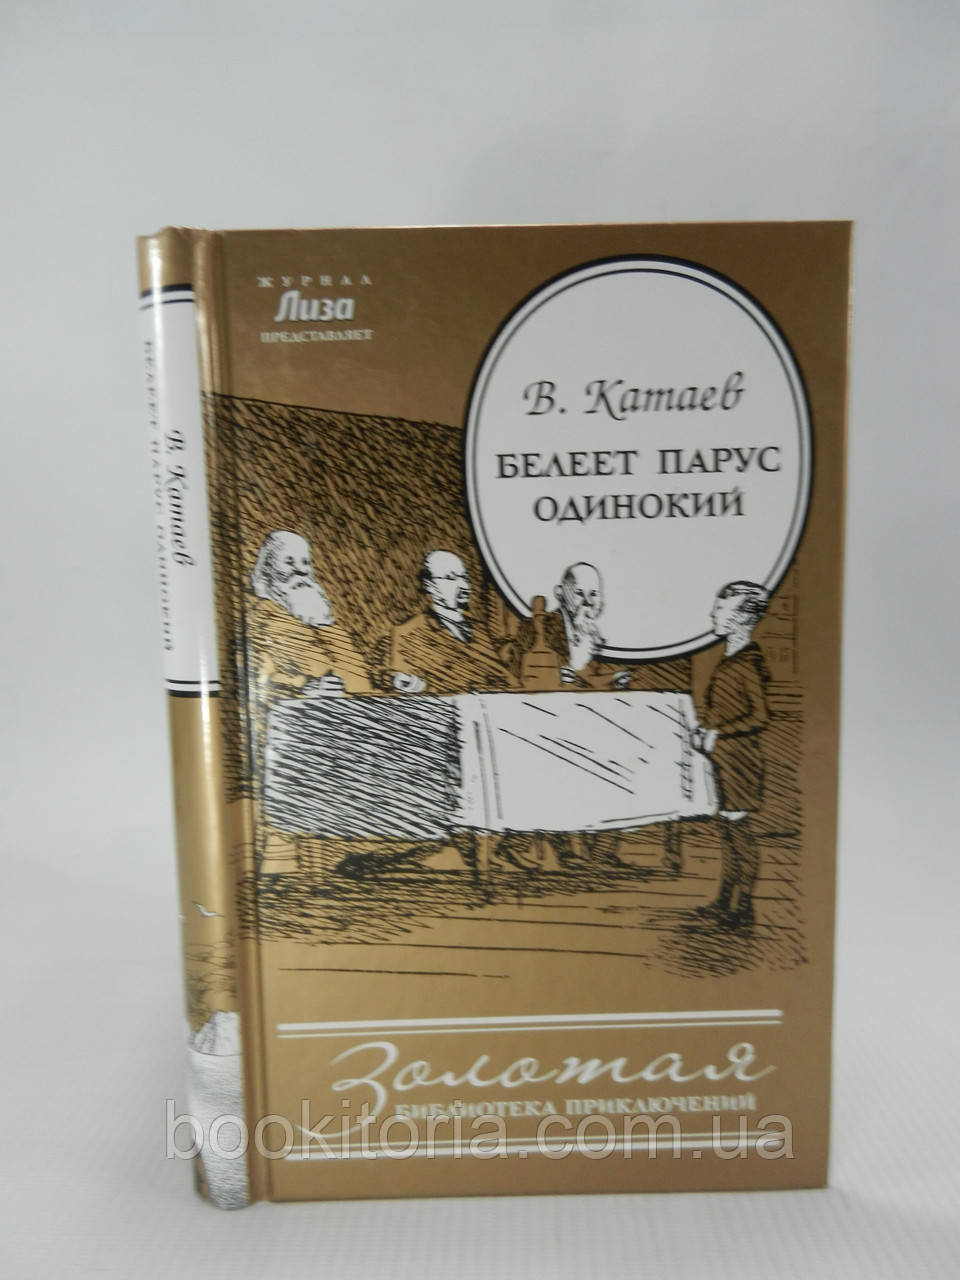 ЖУРНАЛ
Лиза
ПРЕДСТАВЛЯЕТ
В. Катаев
БЕЛЕЕТ ПАРУС
ОДИНОКИЙ
В. Катаев
БЕЛЕЕТ ПАРУС ОДИНОКИЙ
Золотая
БИБЛИОТЕКА ПРИКЛЮЧЕНИЙ
bookitoria.com.ua